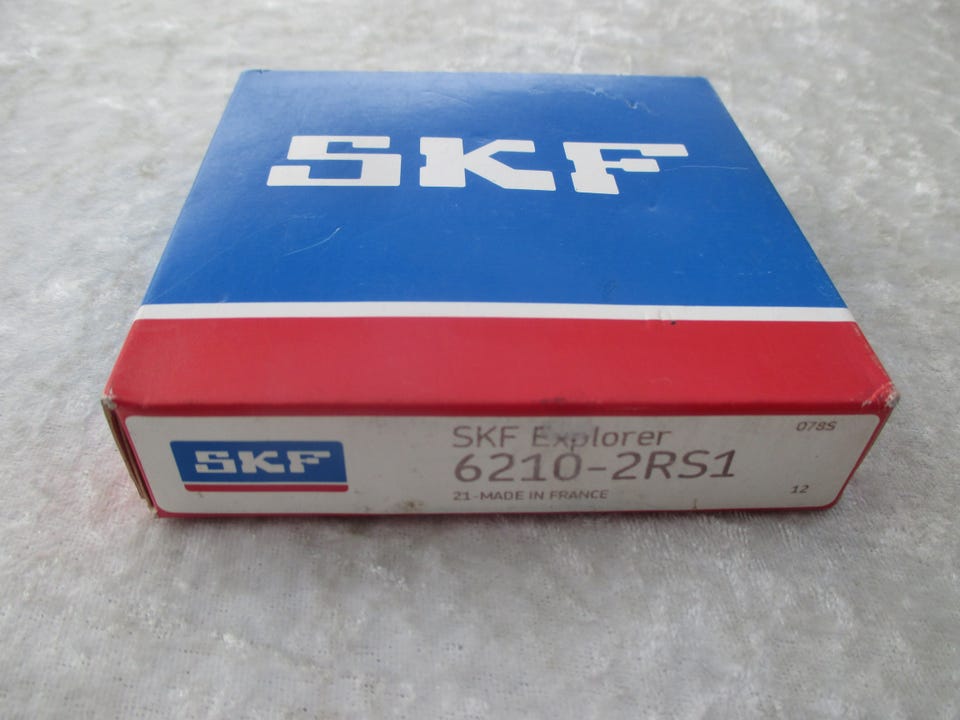 SKF
SKF
SKF Explorer
078S
6210-2RS1
21-MADE IN FRANCE
12